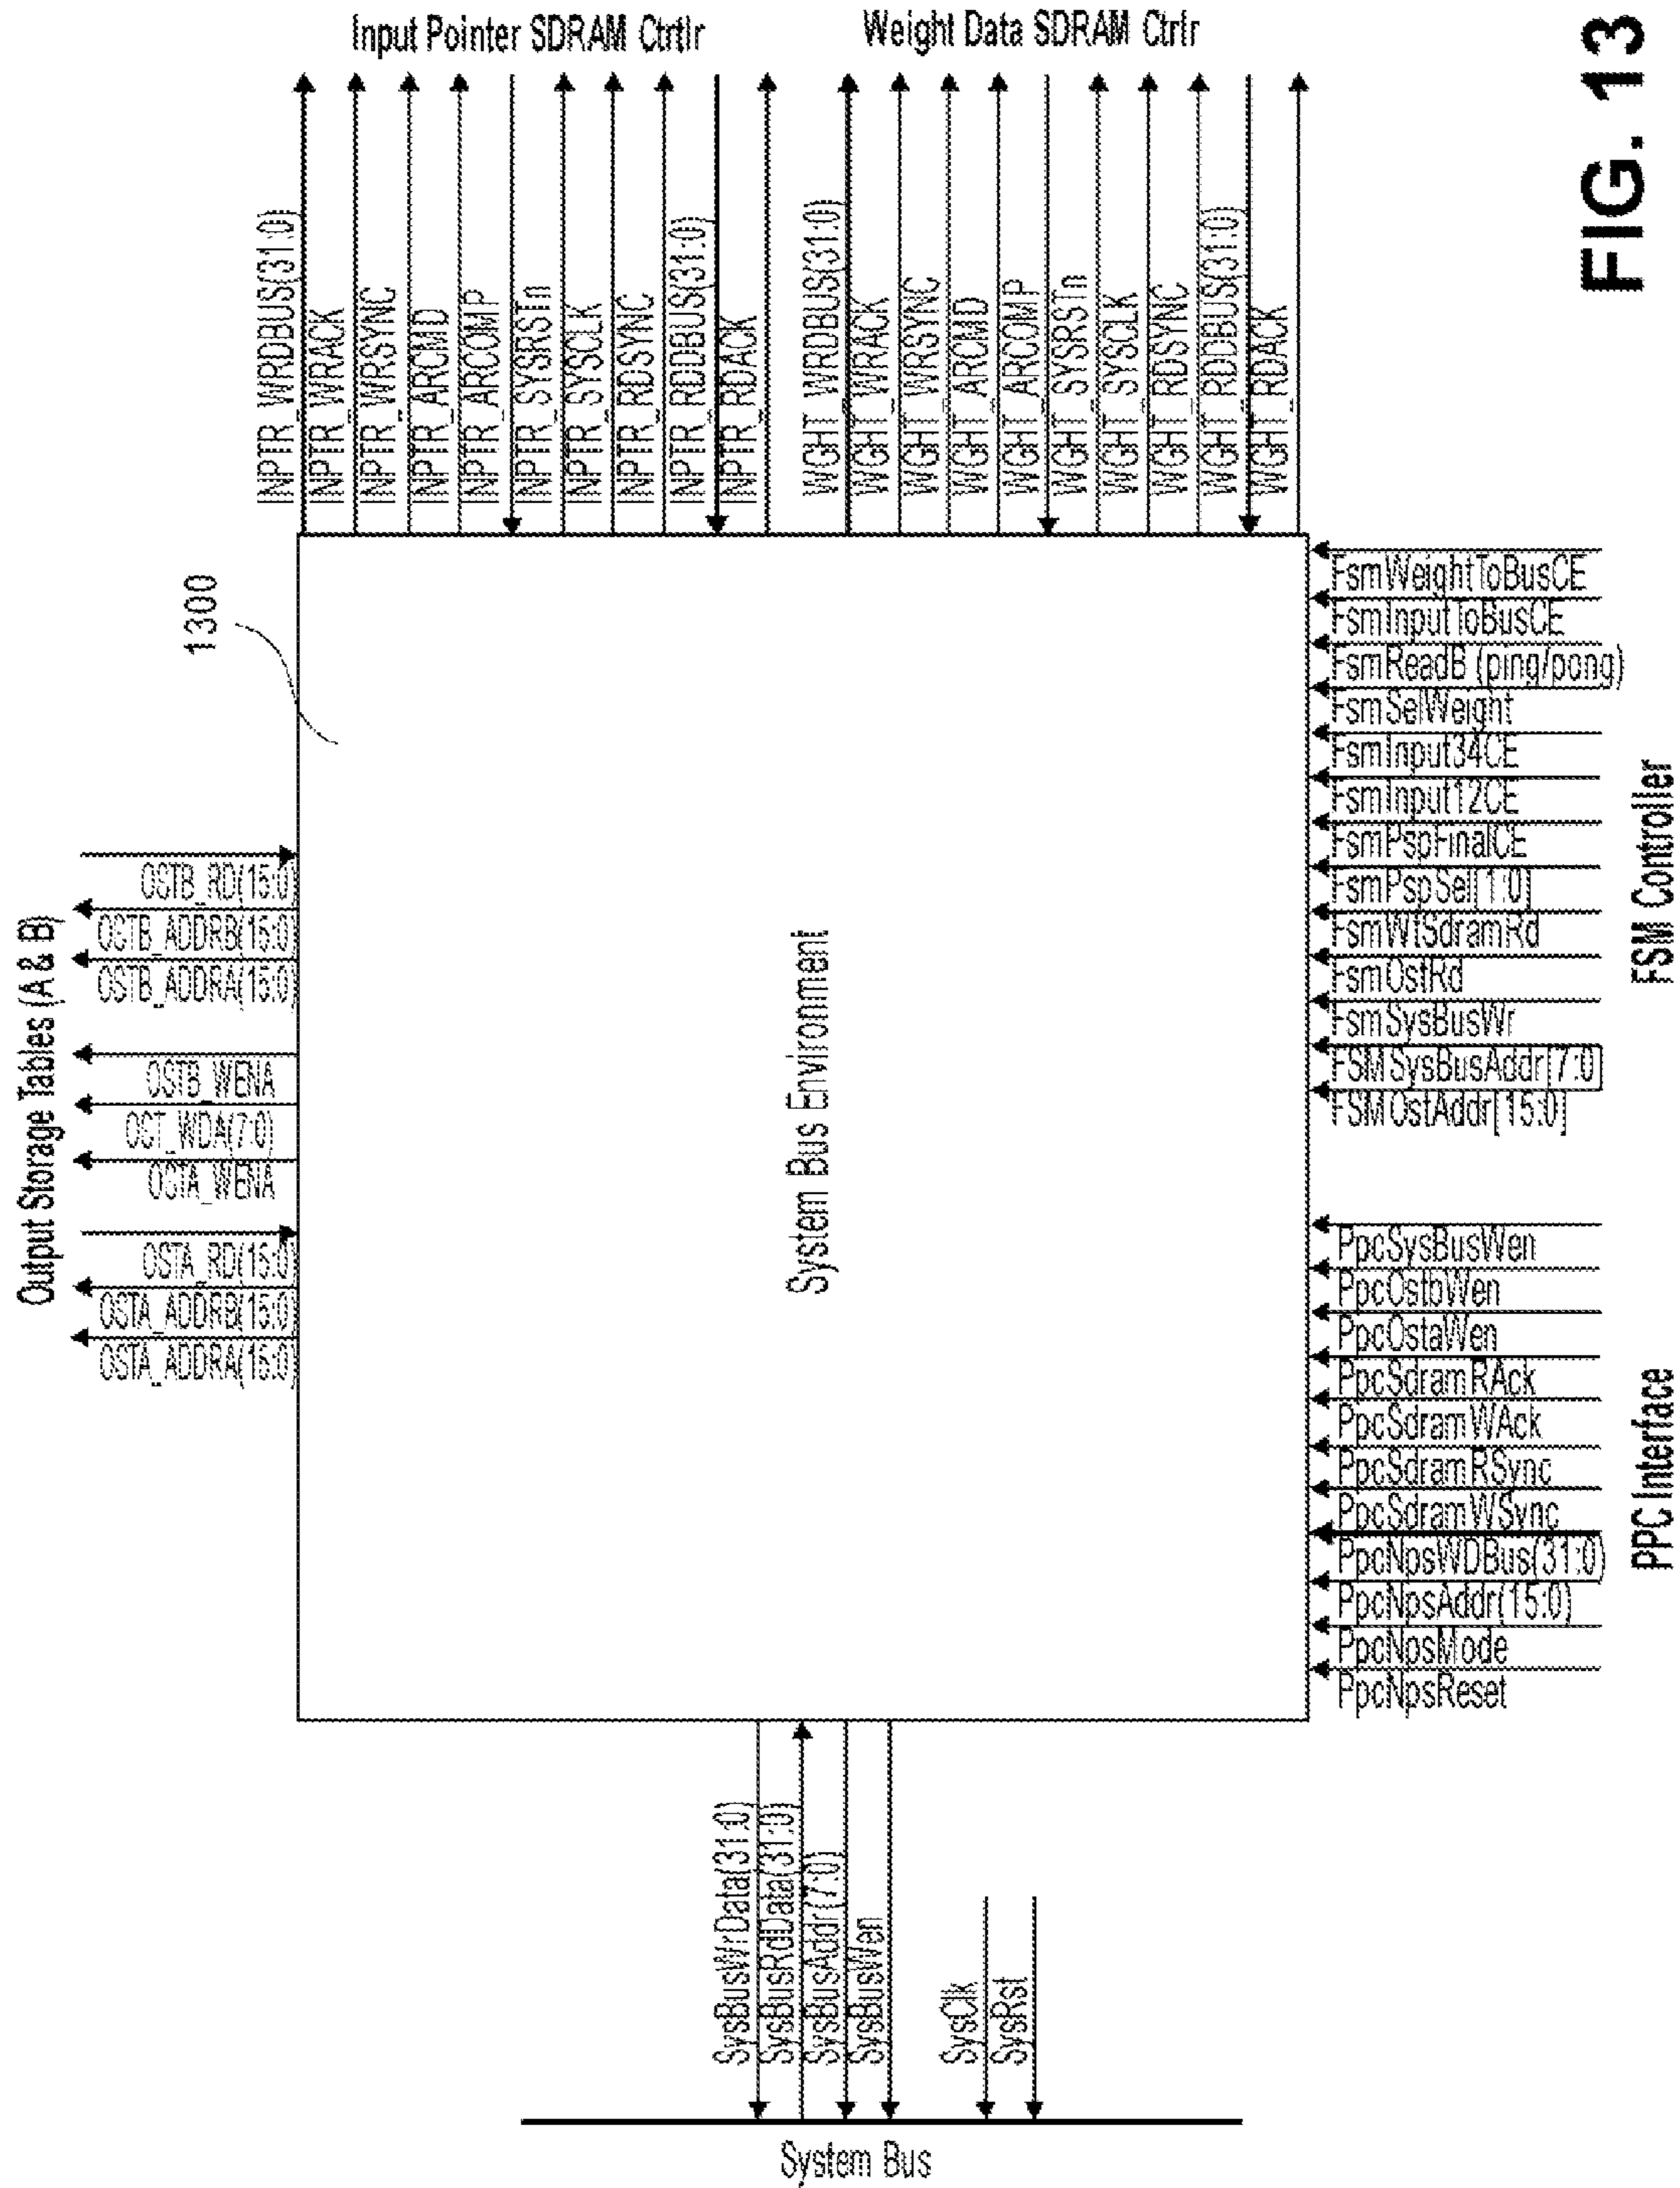 FIG. 13
Input Pointer SDRAM Ctrtlr
INPTR_WRDBUS(31:0)
INPTR_WRACK
INPTR_WRSYNC
INPTR_ARCMD
INPTR_ARCOMP
INPTR_SYSRSTn
INPTR_SYSCLK
INPTR_RDSYNC
INPTR_RDDBUS(31:0)
INPTR_RDACK
Weight Data SDRAM Ctrlr
WGHT_WRDBUS(31:0)
WGHT_WRACK
WGHT_WRSYNC
WGHT_ARCMD
WGHT_ARCOMP
WGHT_SYSRSTn
WGHT_SYSCLK
WGHT_RDSYNC
WGHT_RDDBUS(31:0)
WGHT_RDACK
1300
Output Storage Tables (A & B)
OSTB_RD(15:0)
OSTB_ADDRB(15:0)
OSTB_ADDRA(15:0)
OSTB_WENA
OST_WDA(7:0)
OSTA_WENA
OSTA_RD(15:0)
OSTA_ADDRB(15:0)
OSTA_ADDRA(15:0)
System Bus Environment
FsmWeightToBusCE
FsmInputToBusCE
FsmReadB (ping/pong)
FsmSelWeight
FsmInput34CE
FsmInput12CE
FsmPspFinalCE
FsmPspSel[1:0]
FsmWtSdramRd
FsmOstRd
FsmSysBusWr
FSMSysBusAddr[7:0]
FSMOstAddr[15:0]
FSM Controller
PpcSysBusWen
PpcOstbWen
PpcOstaWen
PpcSdramRAck
PpcSdramWAck
PpcSdramRSync
PpcSdramWSync
PpcNpsWDBus(31:0)
PpcNpsAddr(15:0)
PpcNpsMode
PpcNpsReset
PPC Interface
SysBusWrData(31:0)
SysBusRdData(31:0)
SysBusAddr(7:0)
SysBusWen
SysClk
SysRst
System Bus